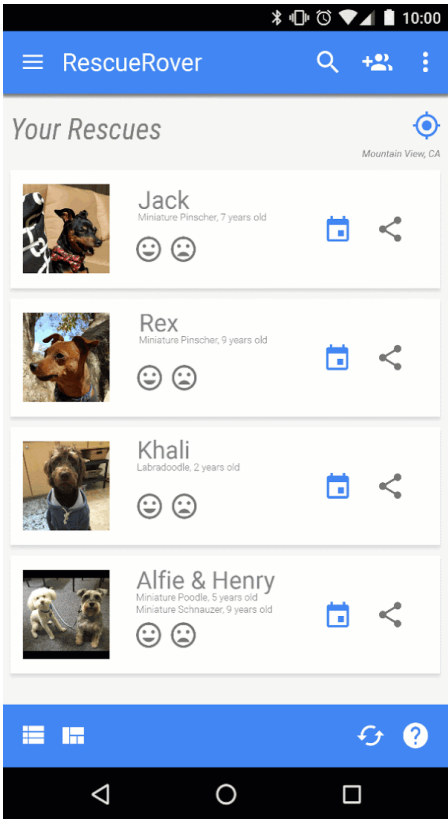 10:00
RescueRover
Your Rescues
Mountain View, CA
Jack
Miniature Pinscher, 7 years old
Rex
Miniature Pinscher, 9 years old
Khali
Labradoodle, 2 years old
Alfie & Henry
Miniature Poodle, 5 years old
Miniature Schnauzer, 9 years old